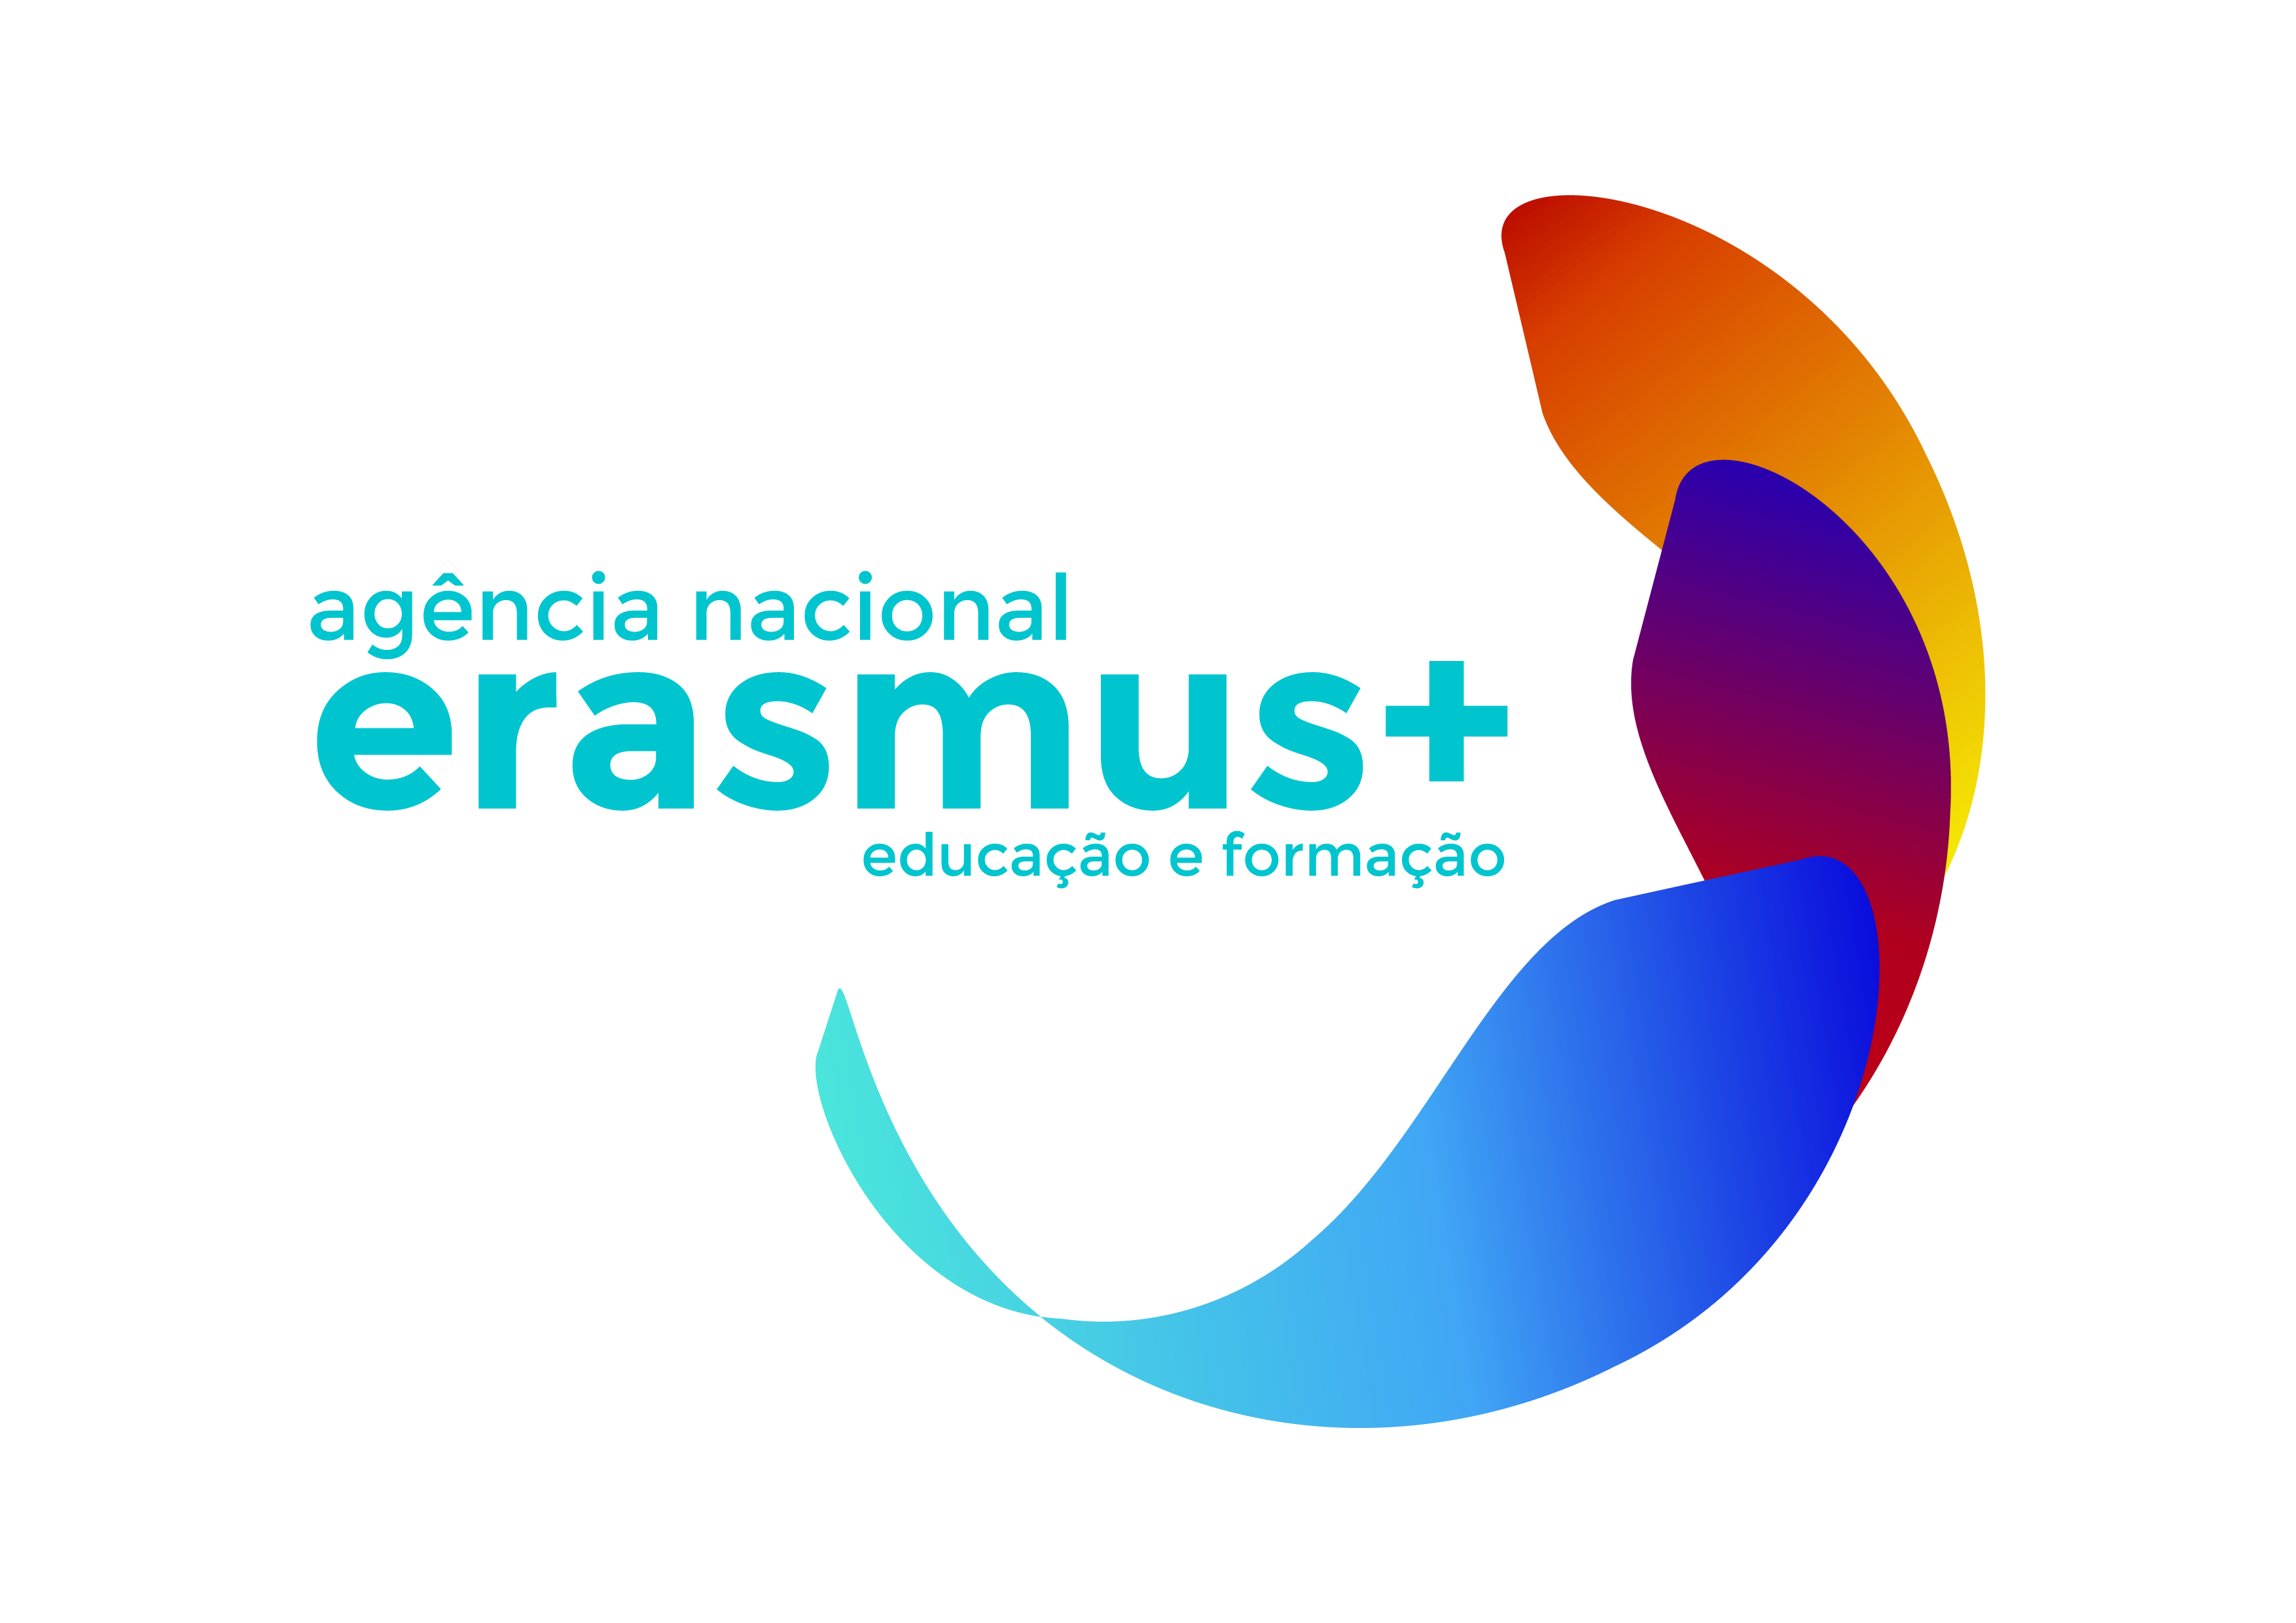 agência nacional
erasmus+
educação e formação